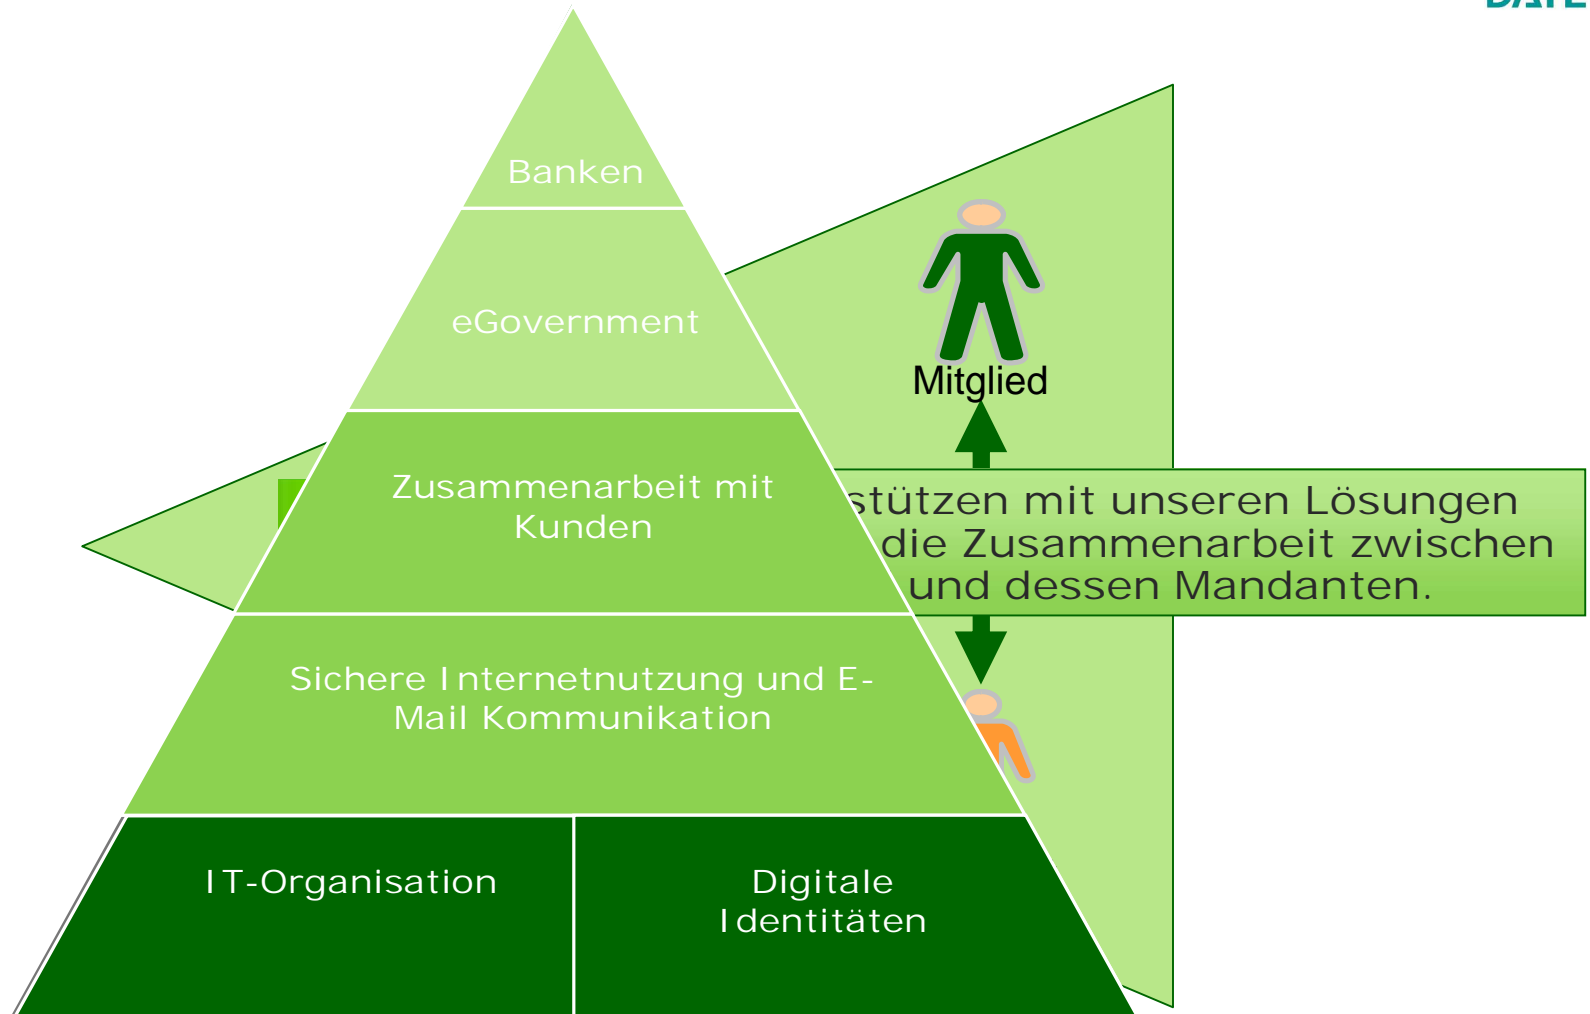 Banken
eGovernment
Mitglied
Zusammenarbeit mit
Kunden
stützen mit unseren Lösungen
die Zusammenarbeit zwischen
und dessen Mandanten.
Sichere Internetnutzung und E-
Mail Kommunikation
IT-Organisation
Digitale
Identitäten